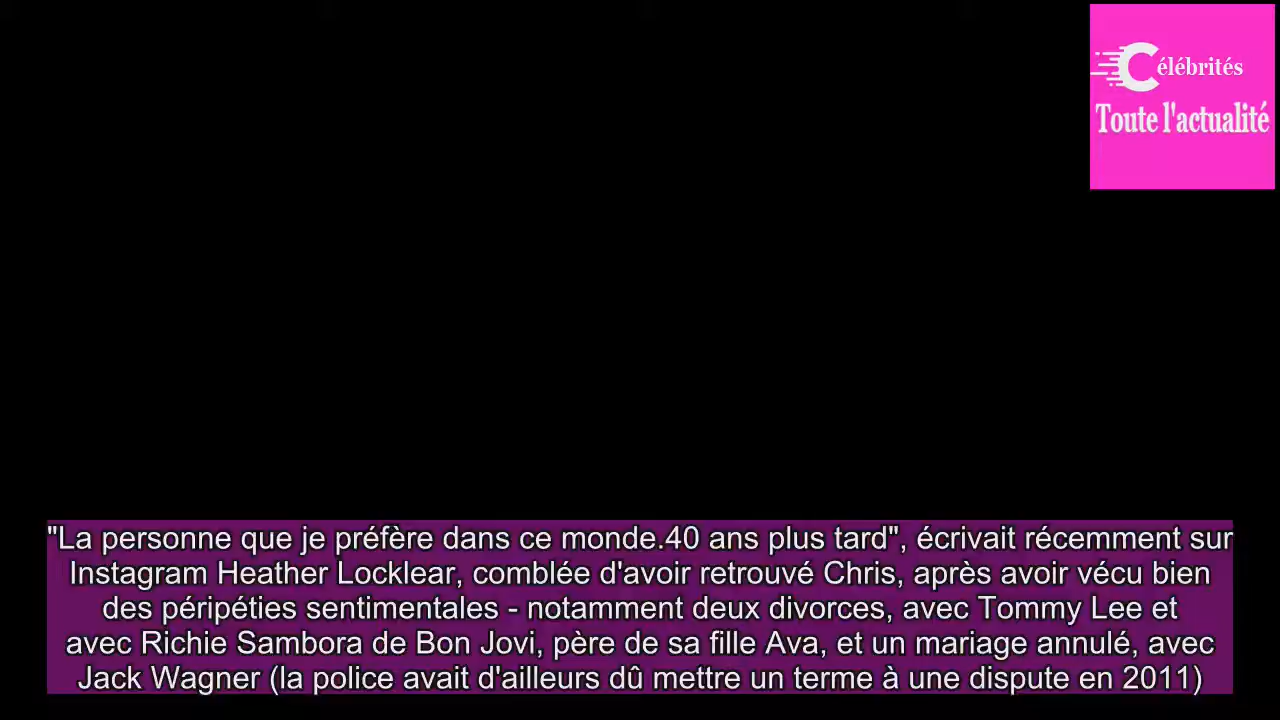 Célébrités
Toute l'actualité
"La personne que je préfère dans ce monde.40 ans plus tard", écrivait récemment sur
Instagram Heather Locklear, comblée d'avoir retrouvé Chris, après avoir vécu bien
des péripéties sentimentales - notamment deux divorces, avec Tommy Lee et
avec Richie Sambora de Bon Jovi, père de sa fille Ava, et un mariage annulé, avec
Jack Wagner (la police avait d'ailleurs dû mettre un terme à une dispute en 2011)